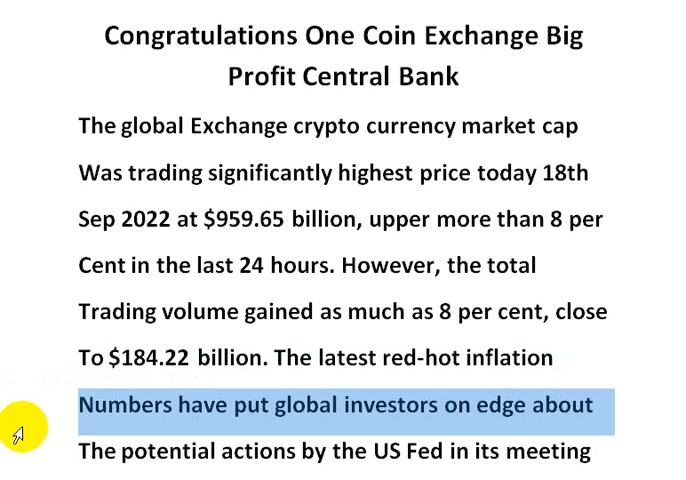 Congratulations One Coin Exchange Big
Profit Central Bank
The global Exchange crypto currency market cap
Was trading significantly highest price today 18th
Sep 2022 at $959.65 billion, upper more than 8 per
Cent in the last 24 hours. However, the total
Trading volume gained as much as 8 per cent, close
To $184.22 billion. The latest red-hot inflation
Numbers have put global investors on edge about
The potential actions by the US Fed in its meeting